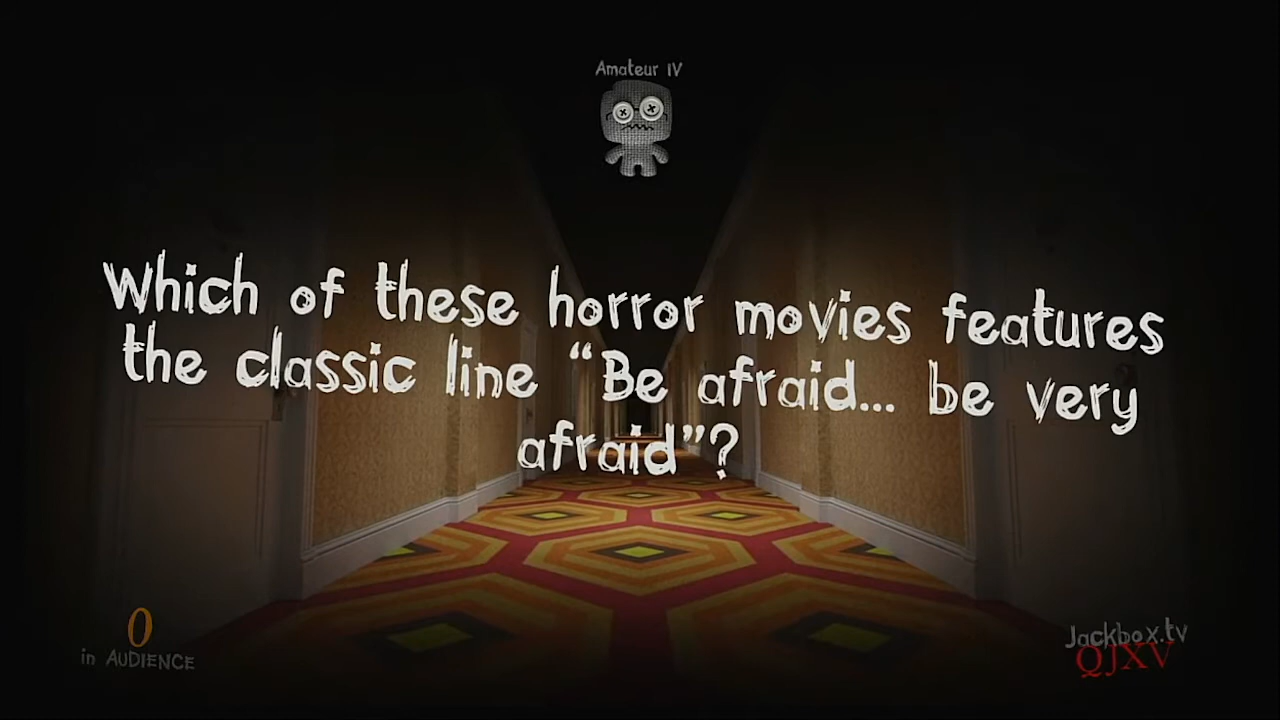 Amateur IV
Which of these horror movies features
the classic line “Be afraid... be very
afraid”?
0
in AUDIENCE
Jackbox.tv
QJXV